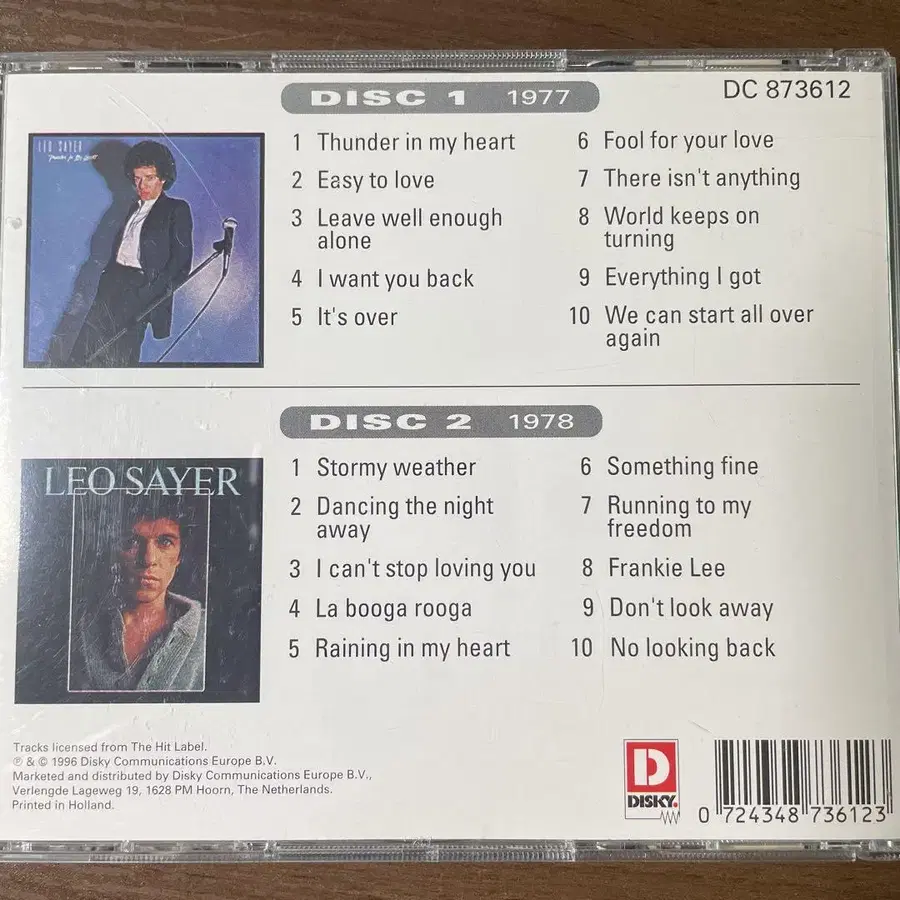 DISC 1 1977
DC 873612
LEO SAYER
Thunder In My Heart
1 Thunder in my heart
2 Easy to love
3 Leave well enough
alone
4 I want you back
5 It's over
6 Fool for your love
7 There isn't anything
8 World keeps on
turning
9 Everything I got
10 We can start all over
again
DISC 2 1978
LEO SAYER
1 Stormy weather
2 Dancing the night
away
3 I can't stop loving you
4 La booga rooga
5 Raining in my heart
6 Something fine
7 Running to my
freedom
8 Frankie Lee
9 Don't look away
10 No looking back
Tracks licensed from The Hit Label.
℗ & © 1996 Disky Communications Europe B.V.
Marketed and distributed by Disky Communications Europe B.V.,
Verlengde Lageweg 19, 1628 PM Hoorn, The Netherlands.
Printed in Holland.
D
DISKY.
0 724348 736123